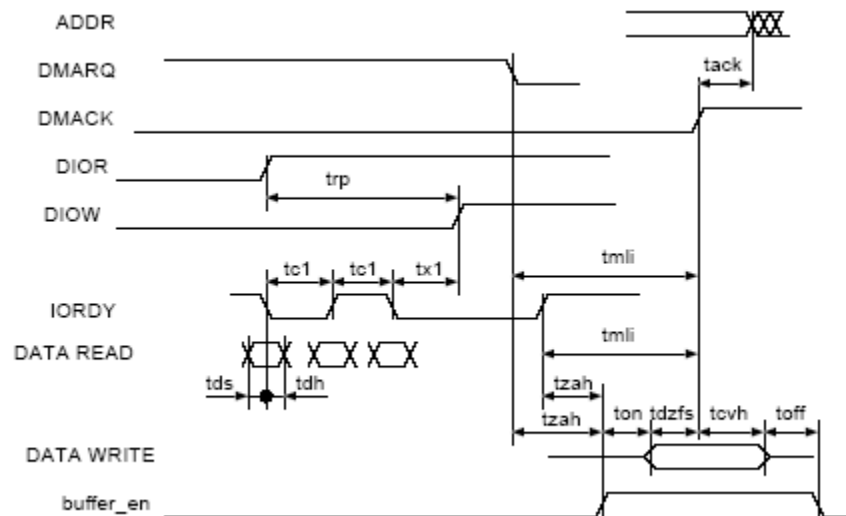 ADDR
tack
DMARQ
DMACK
DIOR
trp
DIOW
tc1 tc1 tx1 tmli
IORDY
DATA READ tmli
tds tdh tzah
tzah ton tdzfs tcvh toff
DATA WRITE
buffer_en